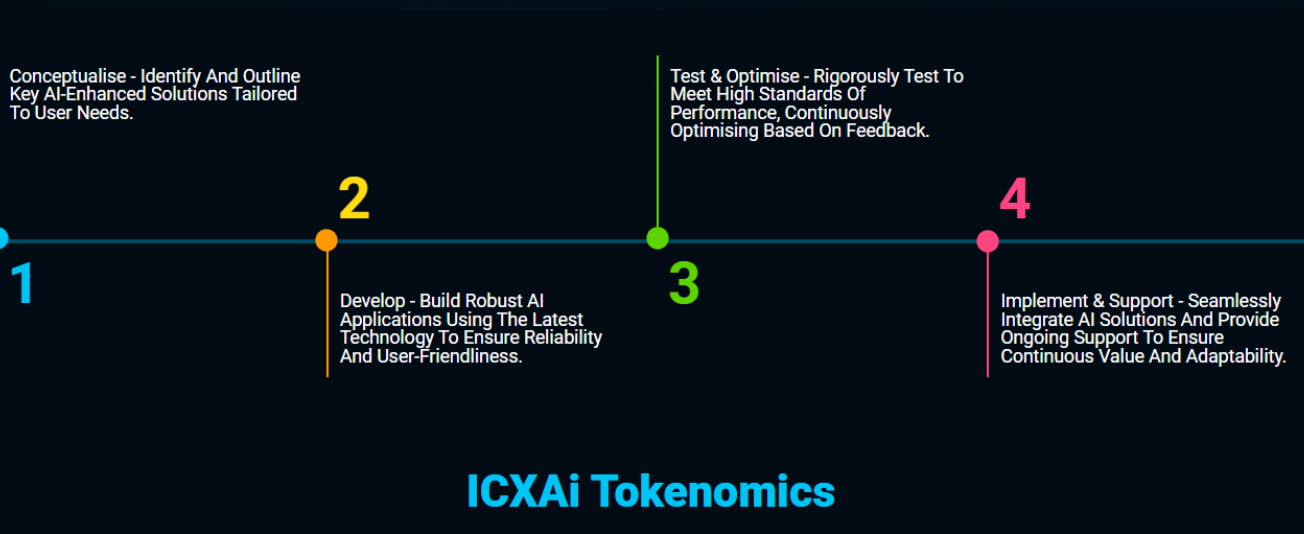 Conceptualise - Identify And Outline
Key AI-Enhanced Solutions Tailored
To User Needs.
1
2
Develop - Build Robust AI
Applications Using The Latest
Technology To Ensure Reliability
And User-Friendliness.
Test & Optimise - Rigorously Test To
Meet High Standards Of
Performance, Continuously
Optimising Based On Feedback.
3
4
Implement & Support - Seamlessly
Integrate AI Solutions And Provide
Ongoing Support To Ensure
Continuous Value And Adaptability.
ICXAi Tokenomics